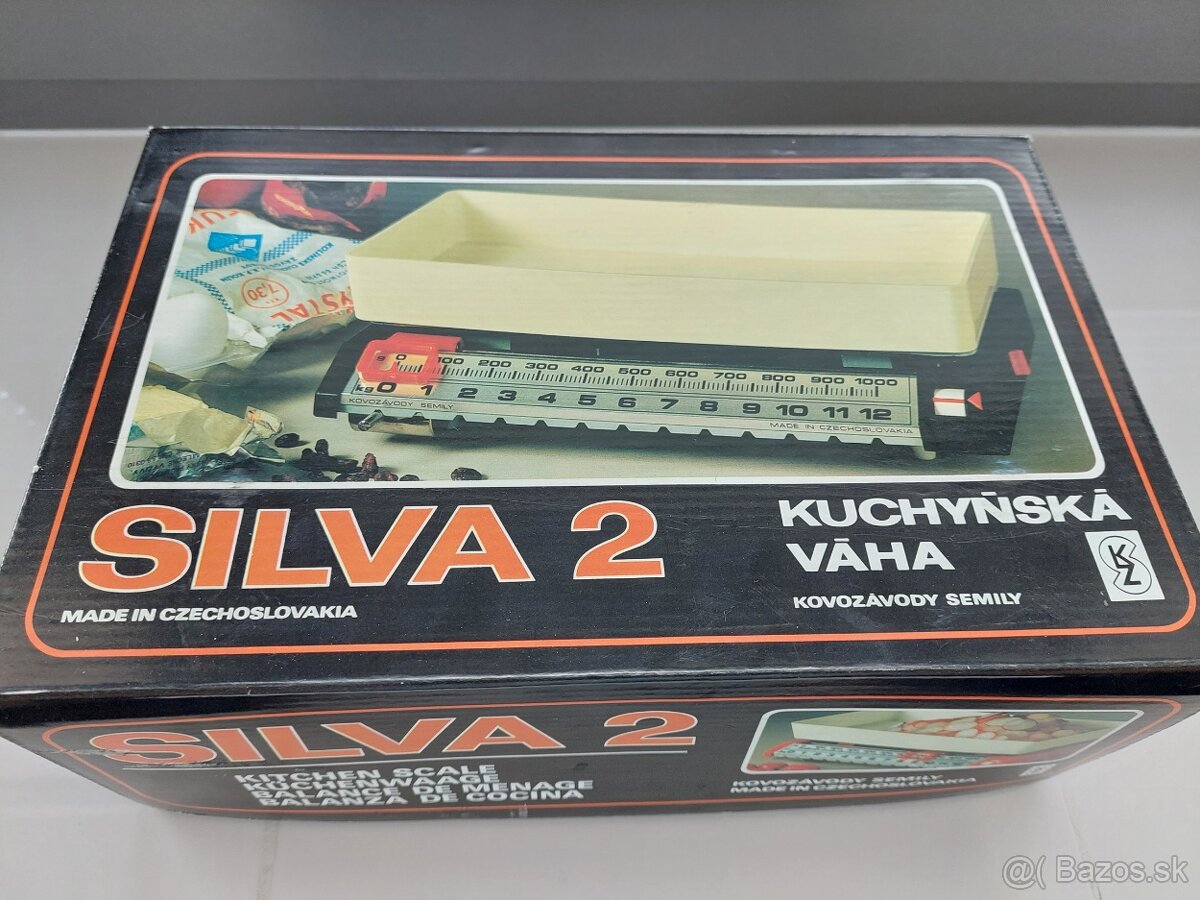 7,30
g 0 100 200 300 400 500 600 700 800 900 1000
kg 0 1 2 3 4 5 6 7 8 9 10 11 12
KOVOZÁVODY SEMILY
MADE IN CZECHOSLOVAKIA
SILVA 2
MADE IN CZECHOSLOVAKIA
KUCHYŇSKÁ
VÁHA
KOVOZÁVODY SEMILY
KZ
SILVA 2
KITCHEN SCALE
KÜCHENWAAGE
BALANCE DE MENAGE
BALANZA DE COCINA
KOVOZÁVODY SEMILY
MADE IN CZECHOSLOVAKIA
@( Bazos.sk